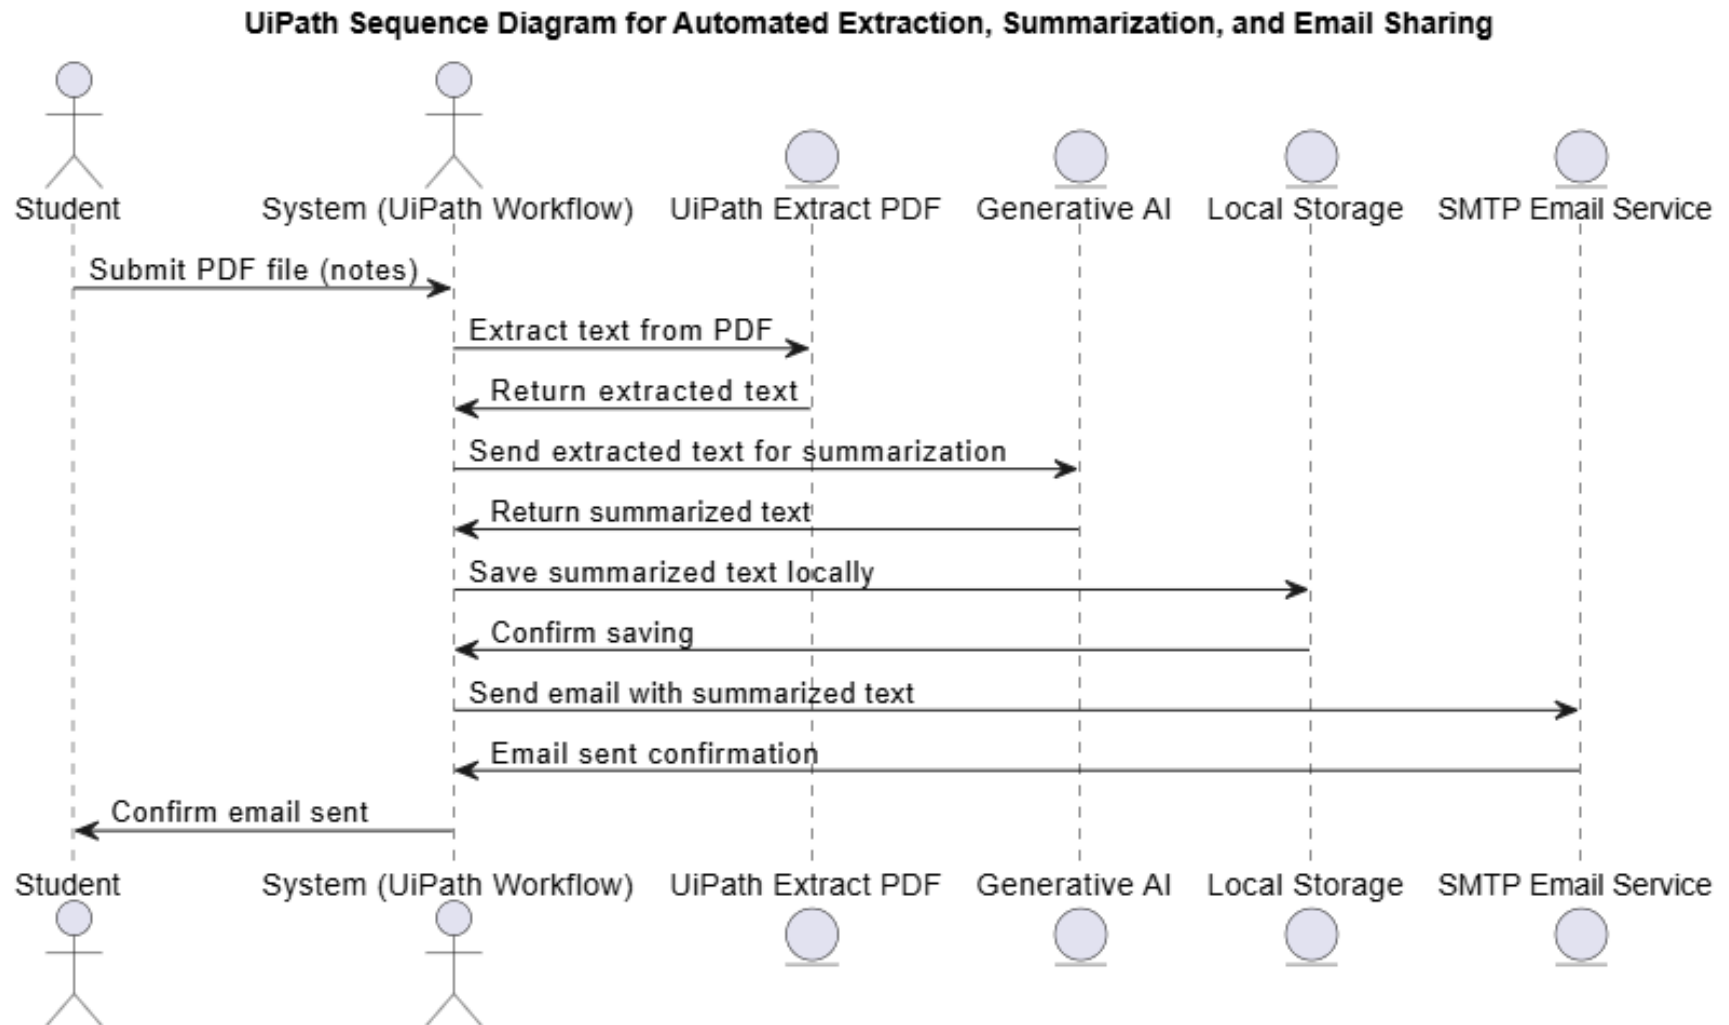 UiPath Sequence Diagram for Automated Extraction, Summarization, and Email Sharing
Student System (UiPath Workflow) UiPath Extract PDF Generative AI Local Storage SMTP Email Service
Submit PDF file (notes)
Extract text from PDF
Return extracted text
Send extracted text for summarization
Return summarized text
Save summarized text locally
Confirm saving
Send email with summarized text
Email sent confirmation
Confirm email sent
Student System (UiPath Workflow) UiPath Extract PDF Generative AI Local Storage SMTP Email Service